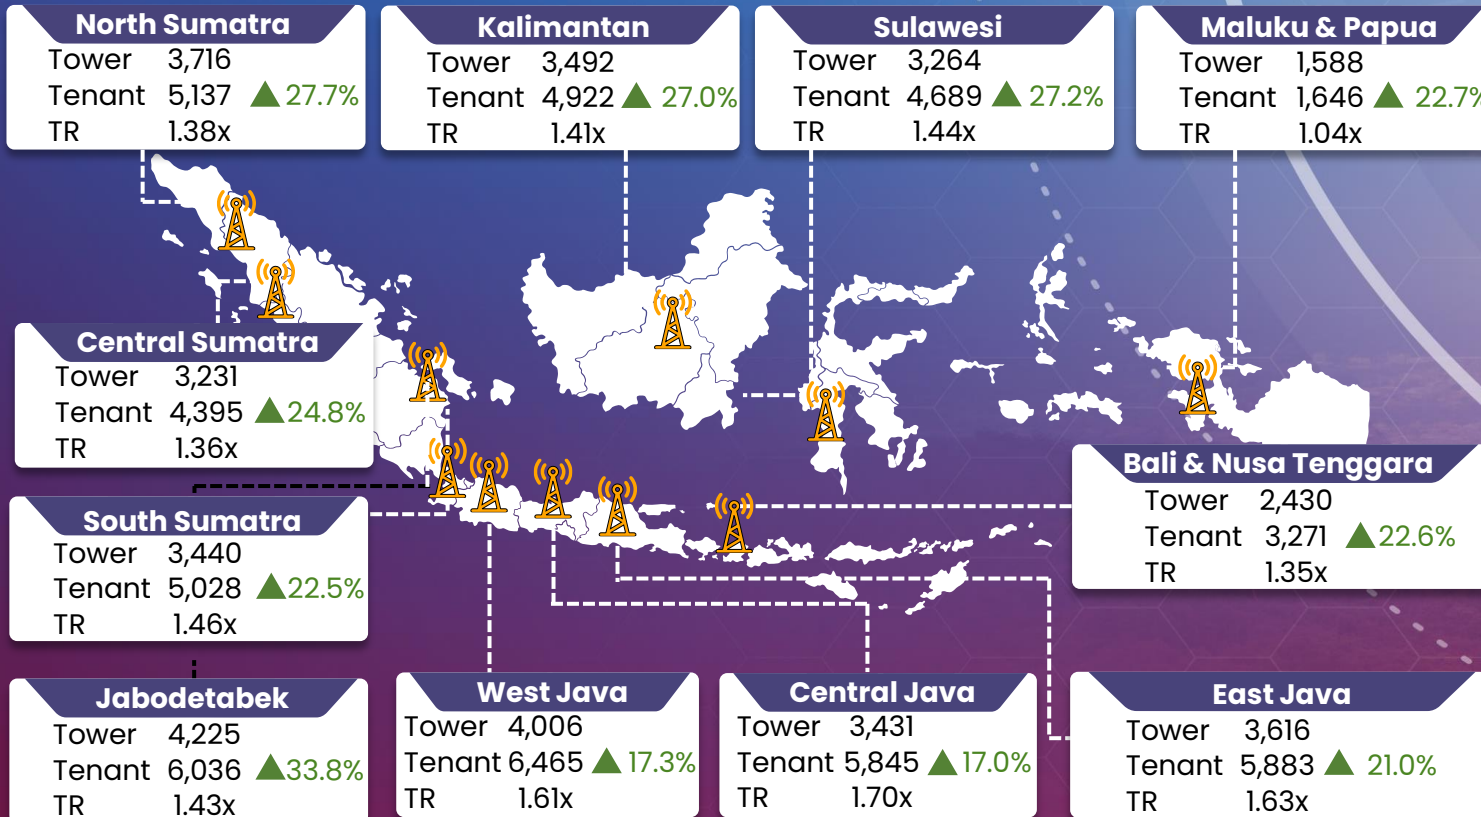 North Sumatra
Tower 3,716
Tenant 5,137 ▲ 27.7%
TR 1.38x
Kalimantan
Tower 3,492
Tenant 4,922 ▲ 27.0%
TR 1.41x
Sulawesi
Tower 3,264
Tenant 4,689 ▲ 27.2%
TR 1.44x
Maluku & Papua
Tower 1,588
Tenant 1,646 ▲ 22.7%
TR 1.04x
Central Sumatra
Tower 3,231
Tenant 4,395 ▲ 24.8%
TR 1.36x
Bali & Nusa Tenggara
Tower 2,430
Tenant 3,271 ▲ 22.6%
TR 1.35x
South Sumatra
Tower 3,440
Tenant 5,028 ▲ 22.5%
TR 1.46x
Jabodetabek
Tower 4,225
Tenant 6,036 ▲ 33.8%
TR 1.43x
West Java
Tower 4,006
Tenant 6,465 ▲ 17.3%
TR 1.61x
Central Java
Tower 3,431
Tenant 5,845 ▲ 17.0%
TR 1.70x
East Java
Tower 3,616
Tenant 5,883 ▲ 21.0%
TR 1.63x